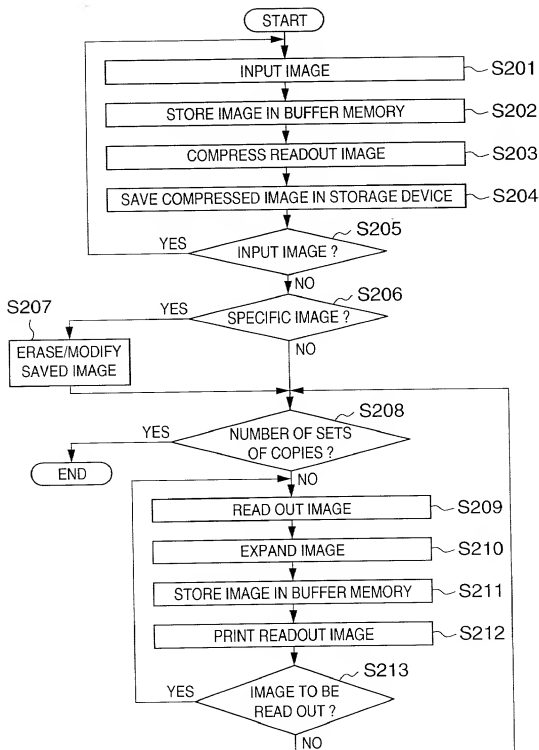 START
INPUT IMAGE
S201
STORE IMAGE IN BUFFER MEMORY
S202
COMPRESS READOUT IMAGE
S203
SAVE COMPRESSED IMAGE IN STORAGE DEVICE
S204
S205
YES
INPUT IMAGE ?
NO
S206
S207
YES
SPECIFIC IMAGE ?
NO
ERASE/MODIFY
SAVED IMAGE
S208
YES
NUMBER OF SETS
OF COPIES ?
END
NO
READ OUT IMAGE
S209
EXPAND IMAGE
S210
STORE IMAGE IN BUFFER MEMORY
S211
PRINT READOUT IMAGE
S212
S213
YES
IMAGE TO BE
READ OUT ?
NO